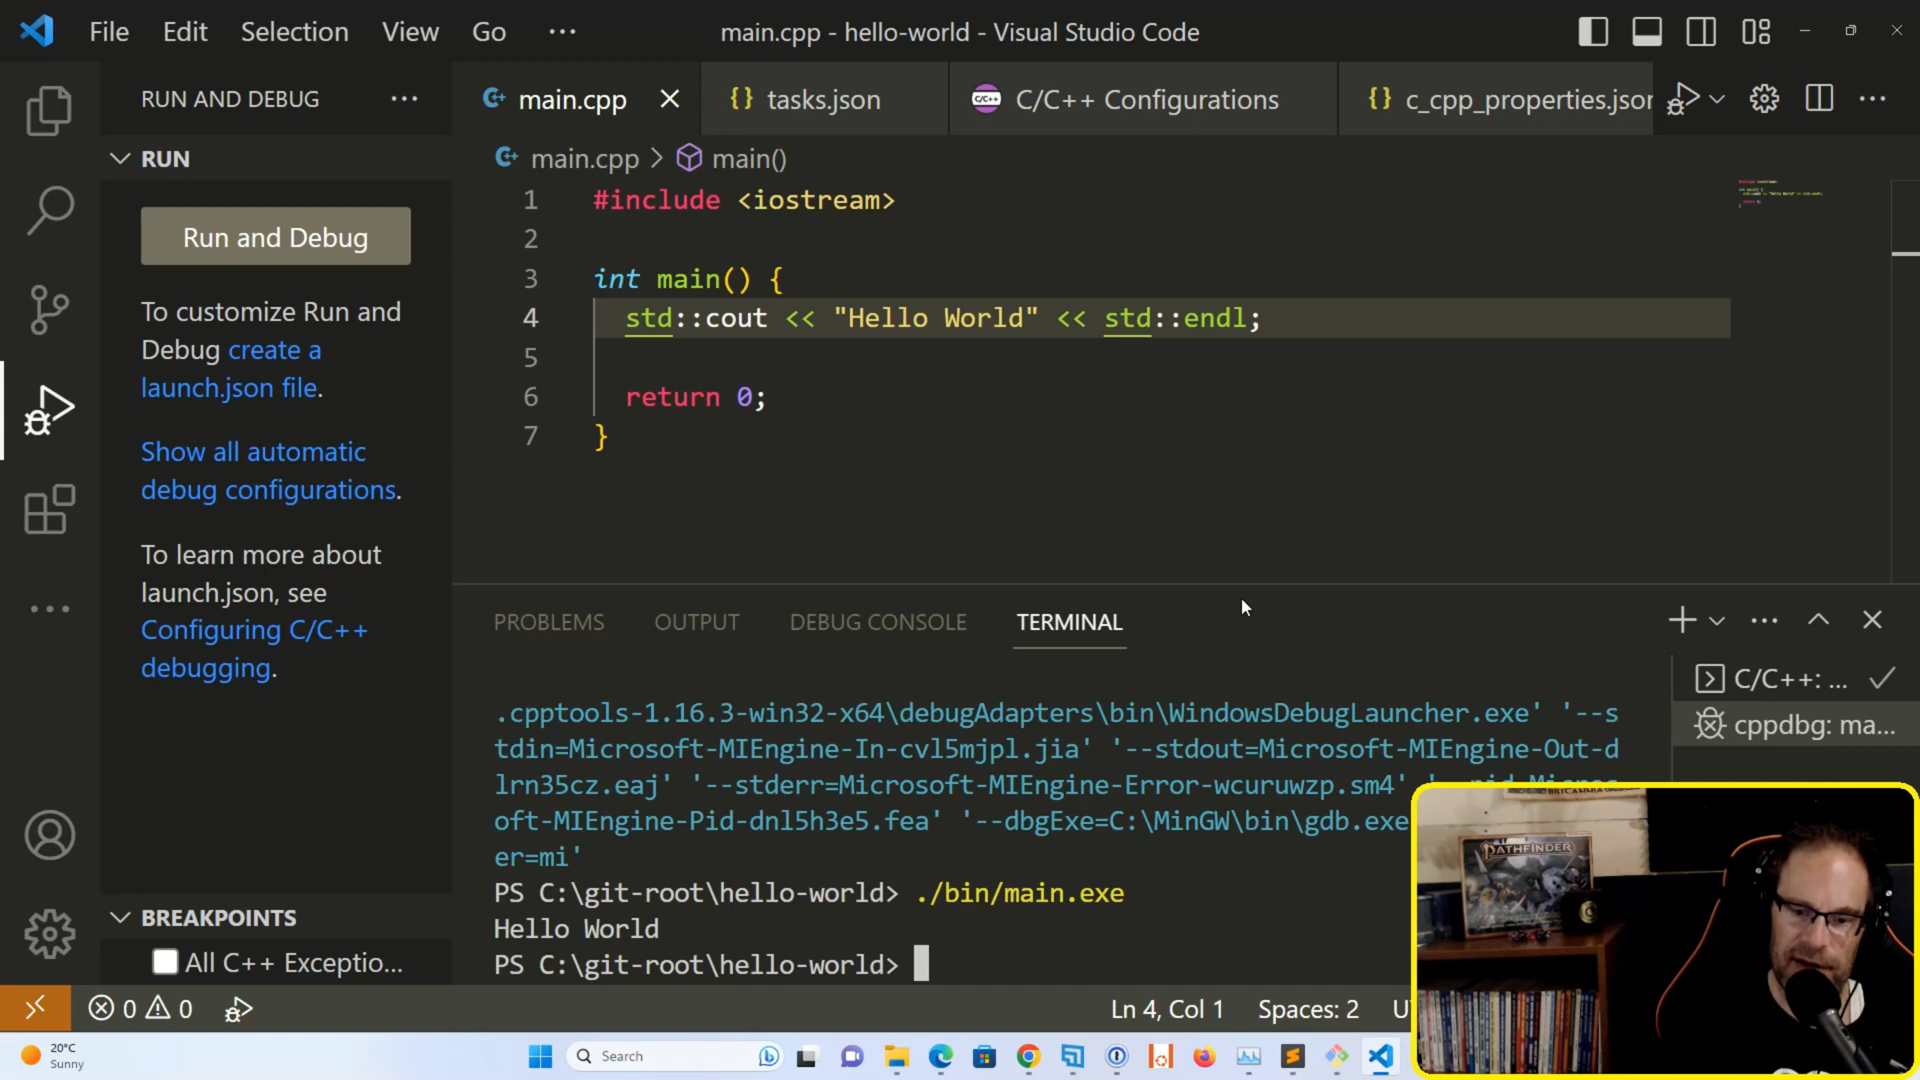 File Edit Selection View Go ··· main.cpp - hello-world - Visual Studio Code
RUN AND DEBUG ···
main.cpp tasks.json C/C++ Configurations c_cpp_properties.json
RUN
main.cpp > main()
Run and Debug
To customize Run and
Debug create a
launch.json file.
Show all automatic
debug configurations.
To learn more about
launch.json, see
Configuring C/C++
debugging.
1 #include <iostream>
2
3 int main() {
4 std::cout << "Hello World" << std::endl;
5
6 return 0;
7 }
PROBLEMS OUTPUT DEBUG CONSOLE TERMINAL
C/C++: ...
cppdbg: ma...
.cpptools-1.16.3-win32-x64\debugAdapters\bin\WindowsDebugLauncher.exe' '--s
tdin=Microsoft-MIEngine-In-cvl5mjpl.jia' '--stdout=Microsoft-MIEngine-Out-d
lrn35cz.eaj' '--stderr=Microsoft-MIEngine-Error-wcuruwzp.sm4'
oft-MIEngine-Pid-dnl5h3e5.fea' '--dbgExe=C:\MinGW\bin\gdb.exe
er=mi'
PS C:\git-root\hello-world> ./bin/main.exe
Hello World
PS C:\git-root\hello-world>
BREAKPOINTS
All C++ Exceptio...
0 0
Ln 4, Col 1 Spaces: 2
PATHFINDER
20°C
Sunny
Search